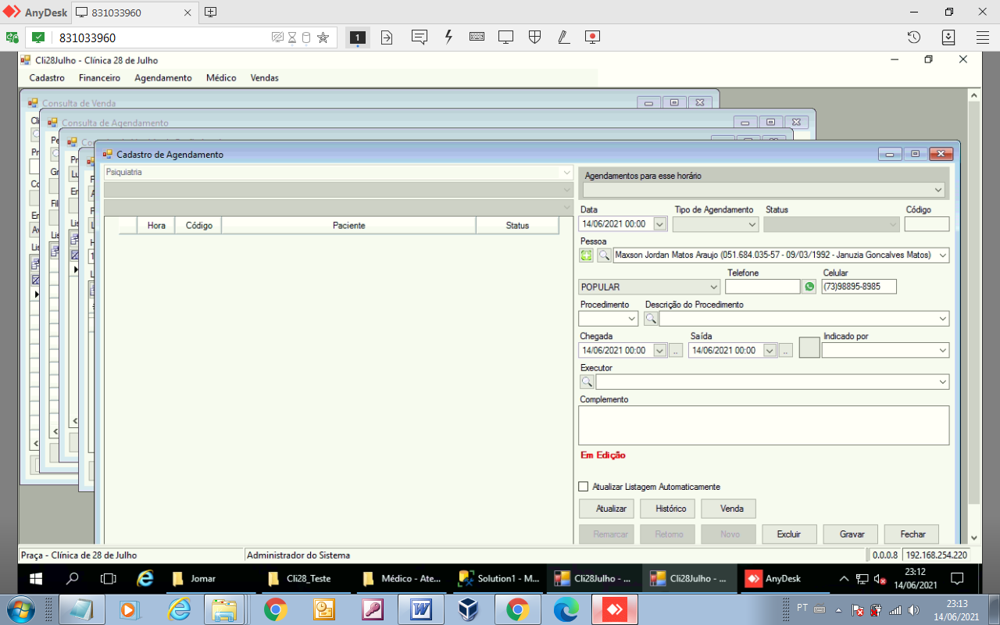 AnyDesk 831033960
831033960 1
Cli28Julho - Clínica 28 de Julho
Cadastro Financeiro Agendamento Médico Vendas
Consulta de Venda
Consulta de Agendamento
Cadastro de Agendamento
Psiquiatria
Hora Código Paciente Status
Agendamentos para esse horário
Data Tipo de Agendamento Status Código
14/06/2021 00:00
Pessoa
Maxson Jordan Matos Araujo (051.684.035-57 - 09/03/1992 - Januzia Goncalves Matos)
Telefone Celular
POPULAR (73)98895-8985
Procedimento Descrição do Procedimento
Chegada Saída Indicado por
14/06/2021 00:00 .. 14/06/2021 00:00 ..
Executor
Complemento
Em Edição
Atualizar Listagem Automaticamente
Atualizar Histórico Venda
Remarcar Retorno Novo Excluir Gravar Fechar
Praça - Clínica de 28 de Julho Administrador do Sistema 0.0.0.8 192.168.254.220
Jomar Cli28_Teste Médico - Ate... Solution1 - M... Cli28Julho - ... Cli28Julho - ... AnyDesk
23:12
14/06/2021
PT
23:13
14/06/2021